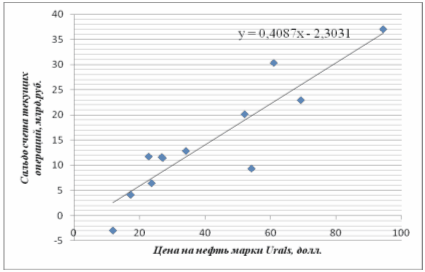 40
35
30
25
20
15
10
5
0
-5
0 20 40 60 80 100
y = 0,4087x - 2,3031
Сальдо счета текущих
операций, млрд.руб.
Цена на нефть марки Urals, долл.